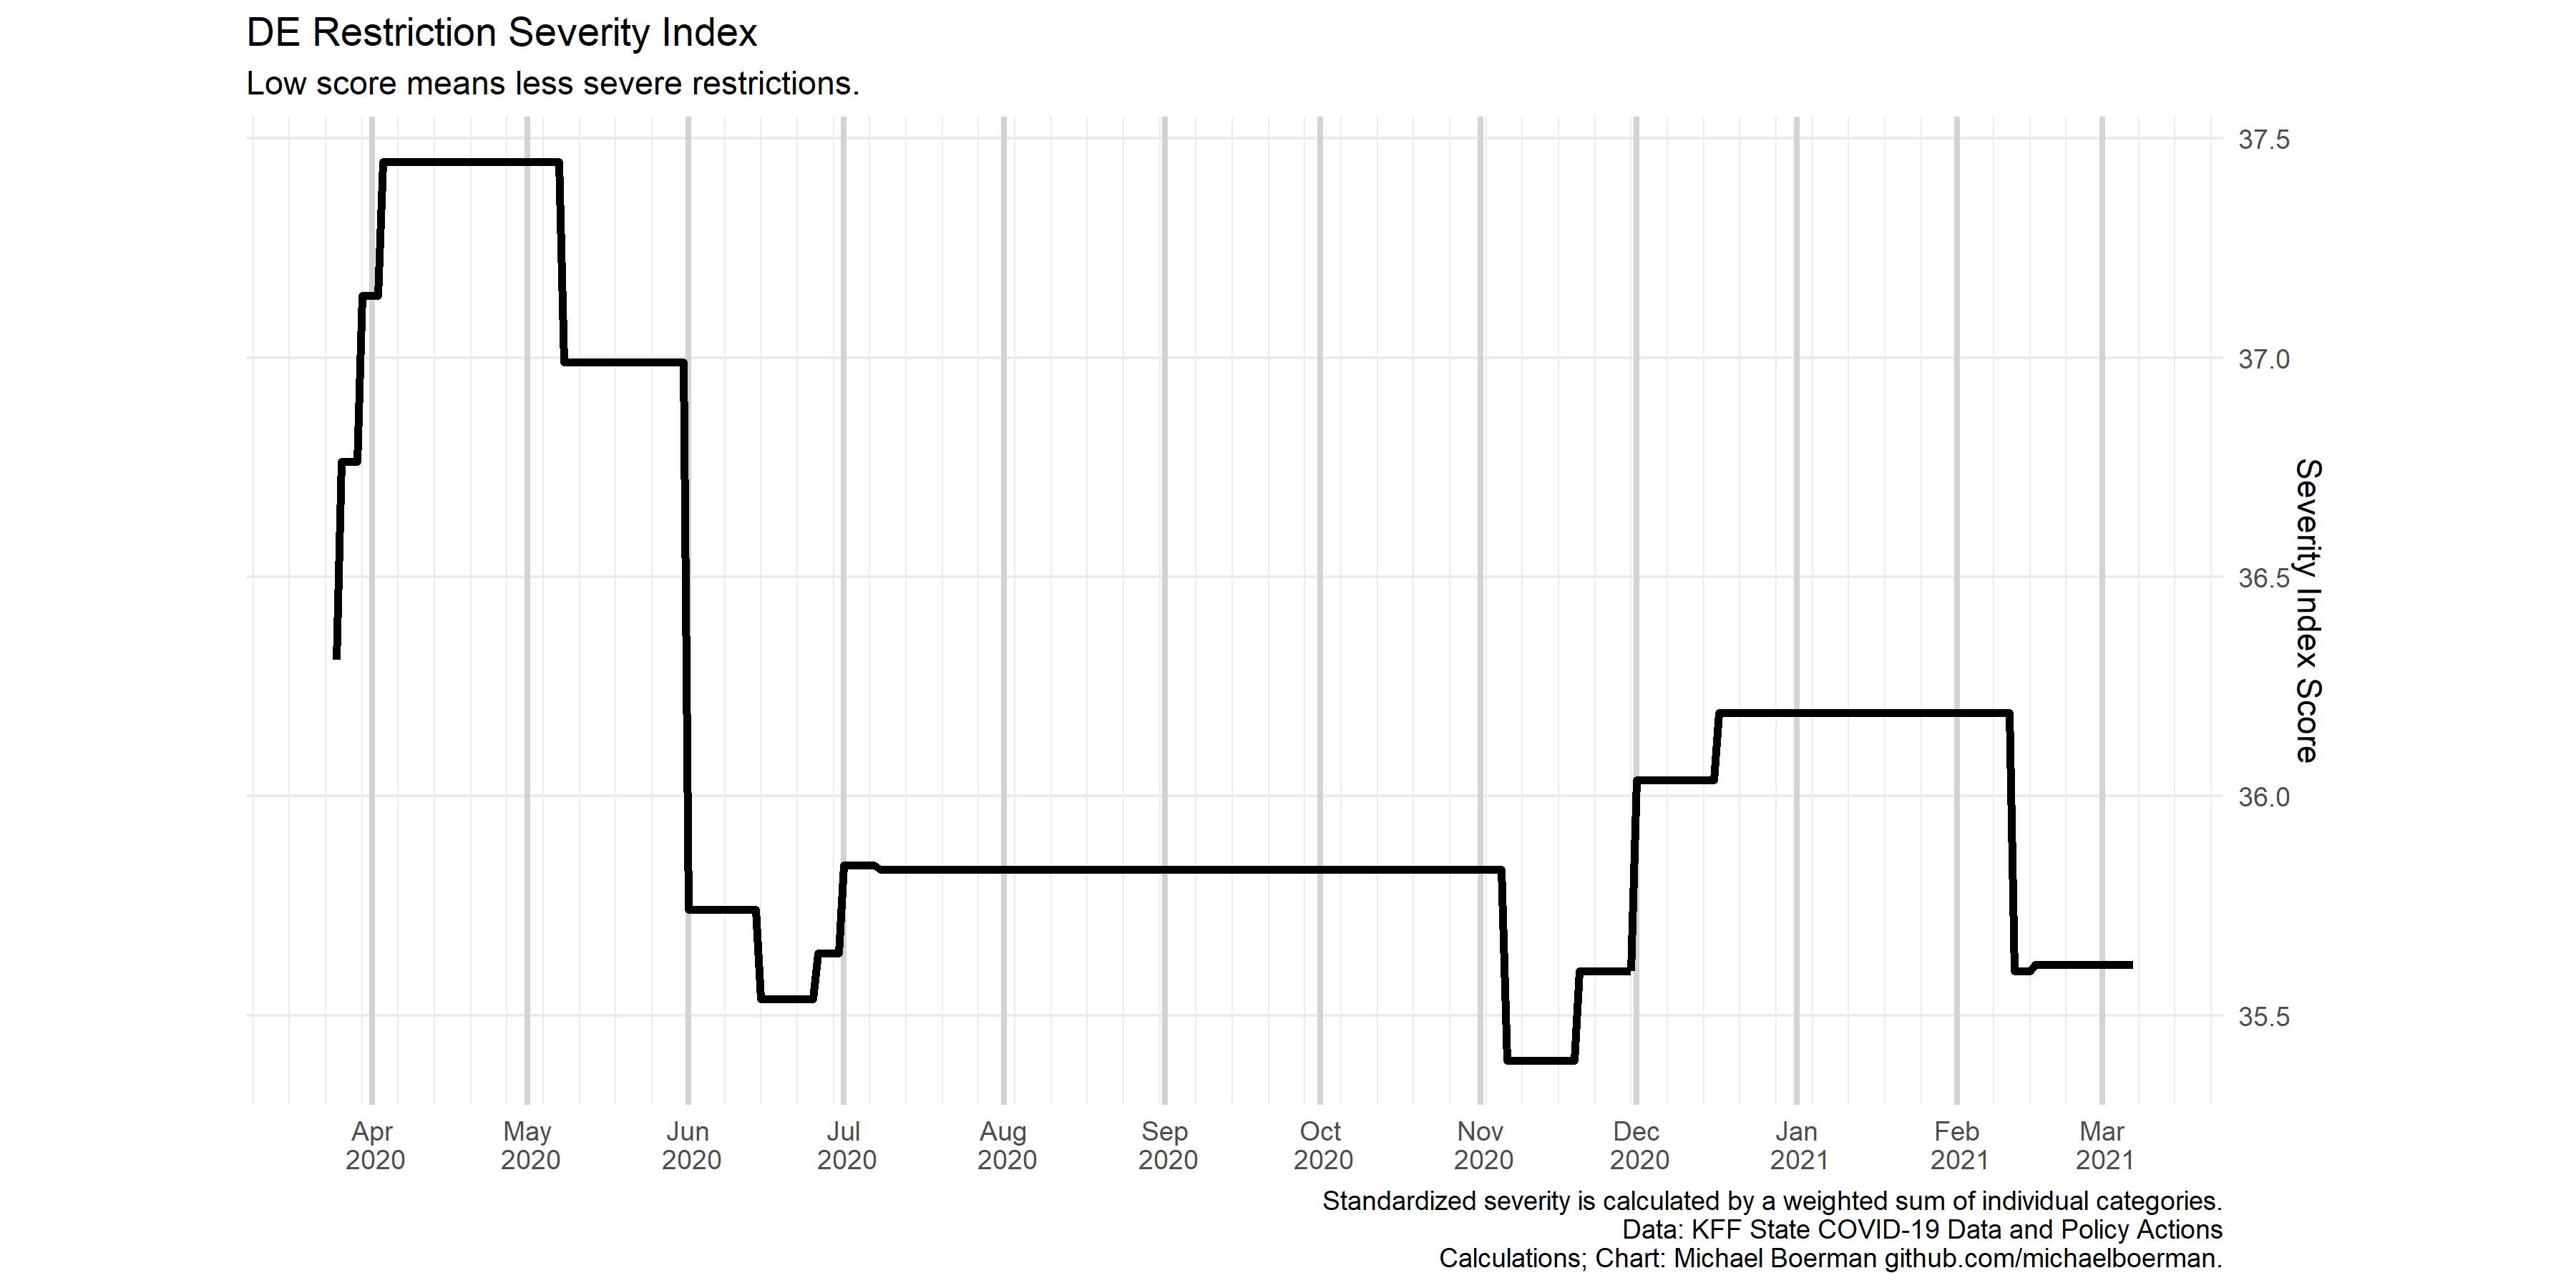 DE Restriction Severity Index
Low score means less severe restrictions.
37.5
37.0
36.5
36.0
35.5
Severity Index Score
Apr
2020
May
2020
Jun
2020
Jul
2020
Aug
2020
Sep
2020
Oct
2020
Nov
2020
Dec
2020
Jan
2021
Feb
2021
Mar
2021
Standardized severity is calculated by a weighted sum of individual categories.
Data: KFF State COVID-19 Data and Policy Actions
Calculations; Chart: Michael Boerman github.com/michaelboerman.